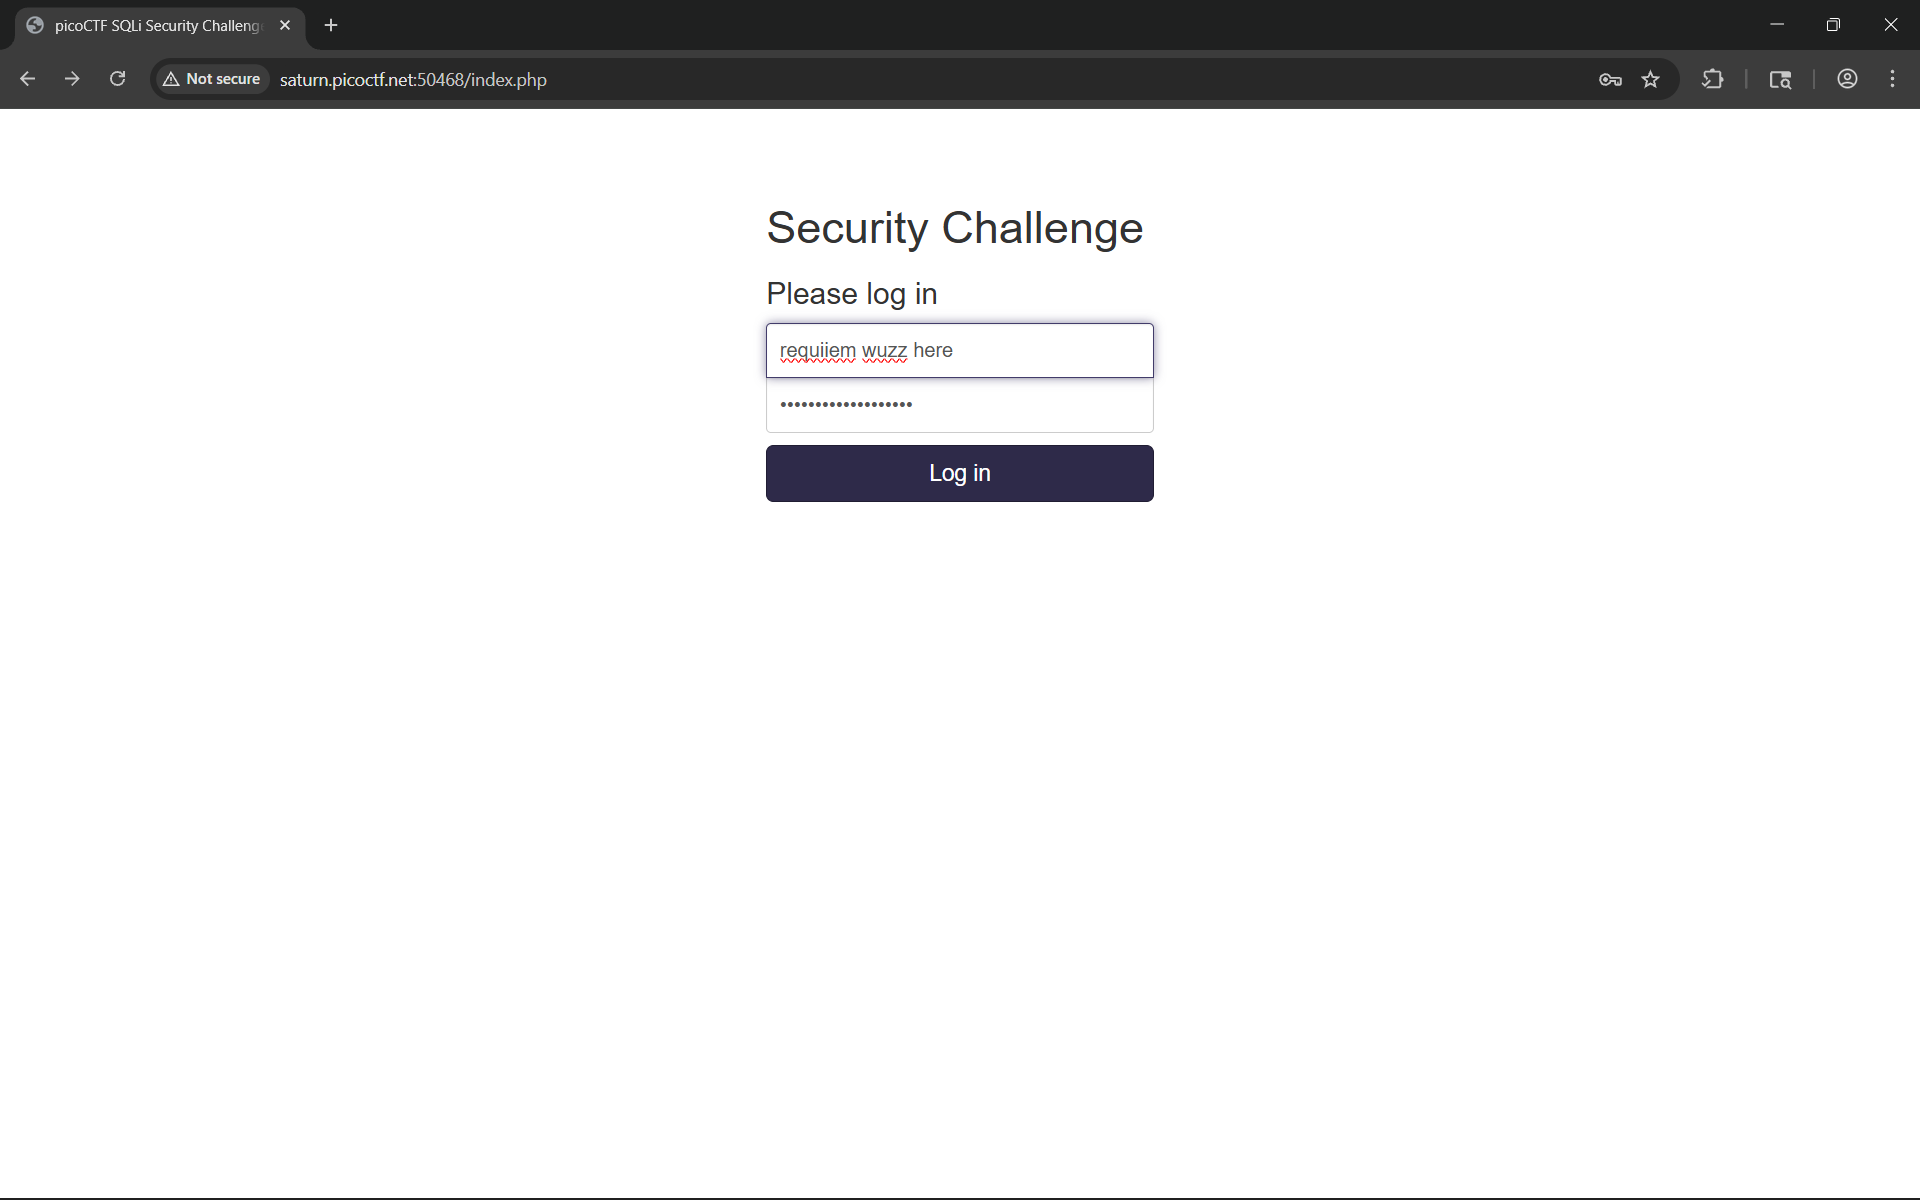 picoCTF SQLi Security Challeng
Not secure
saturn.picoctf.net:50468/index.php
Security Challenge
Please log in
requiiem wuzz here
•••••••••••••••••••
Log in